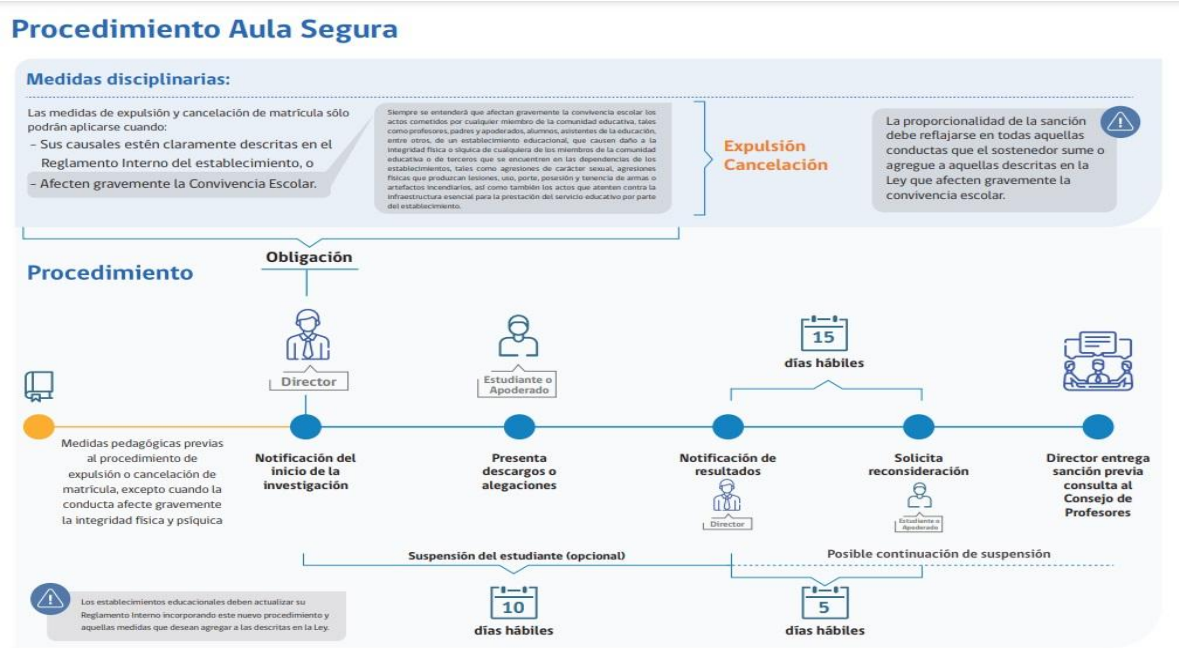 Procedimiento Aula Segura
Medidas disciplinarias:
Las medidas de expulsión y cancelación de matrícula sólo
podrán aplicarse cuando:
- Sus causales estén claramente descritas en el
Reglamento Interno del establecimiento, o
- Afecten gravemente la Convivencia Escolar.
Siempre se entenderá que afectan gravemente la convivencia escolar los
actos cometidos por cualquier miembro de la comunidad educativa, tales
como profesores, padres y apoderados, alumnos, asistentes de la educación,
entre otros, de un establecimiento educacional, que causen daño a la
integridad física o síquica de cualquiera de los miembros de la comunidad
educativa o de terceros que se encuentren en las dependencias de los
establecimientos, tales como agresiones de carácter sexual, agresiones
físicas que produzcan lesiones, uso, porte, posesión y tenencia de armas o
artefactos incendiarios, así como también los actos que atenten contra la
infraestructura esencial para la prestación del servicio educativo por parte
del establecimiento.
Expulsión
Cancelación
La proporcionalidad de la sanción
debe reflejarse en todas aquellas
conductas que el sostenedor sume o
agregue a aquellas descritas en la
Ley que afecten gravemente la
convivencia escolar.
Procedimiento
Obligación
Director
Estudiante o
Apoderado
15
días hábiles
Medidas pedagógicas previas
al procedimiento de
expulsión o cancelación de
matrícula, excepto cuando la
conducta afecte gravemente
la integridad física y psíquica
Notificación del
inicio de la
investigación
Presenta
descargos o
alegaciones
Notificación de
resultados
Director
Solicita
reconsideración
Estudiante o
Apoderado
Director entrega
sanción previa
consulta al
Consejo de
Profesores
Suspensión del estudiante (opcional)
Posible continuación de suspensión
10
días hábiles
5
días hábiles
Los establecimientos educacionales deben actualizar su
Reglamento Interno incorporando este nuevo procedimiento y
aquellas medidas que desean agregar a las descritas en la Ley.